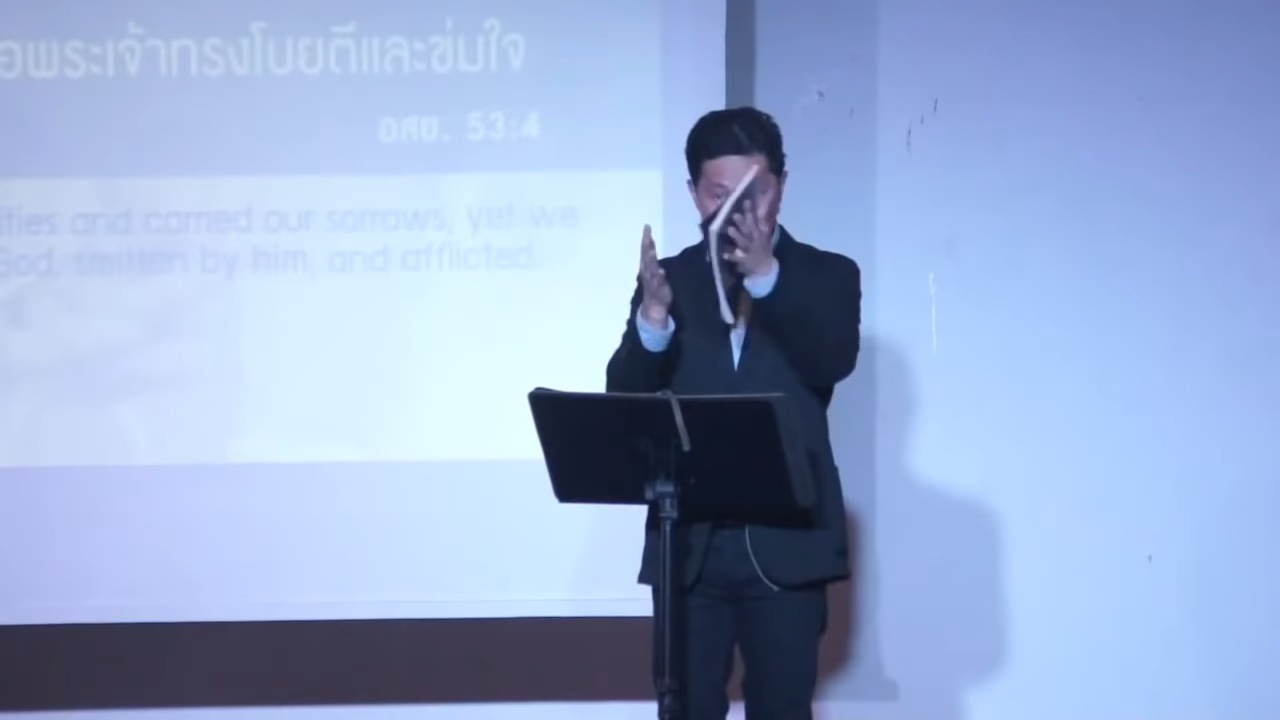 อพระเจ้าทรงโบยตีและข่มใจ
อสย. 53:4
ities and carried our sorrows, yet we
God, smitten by him, and afflicted.